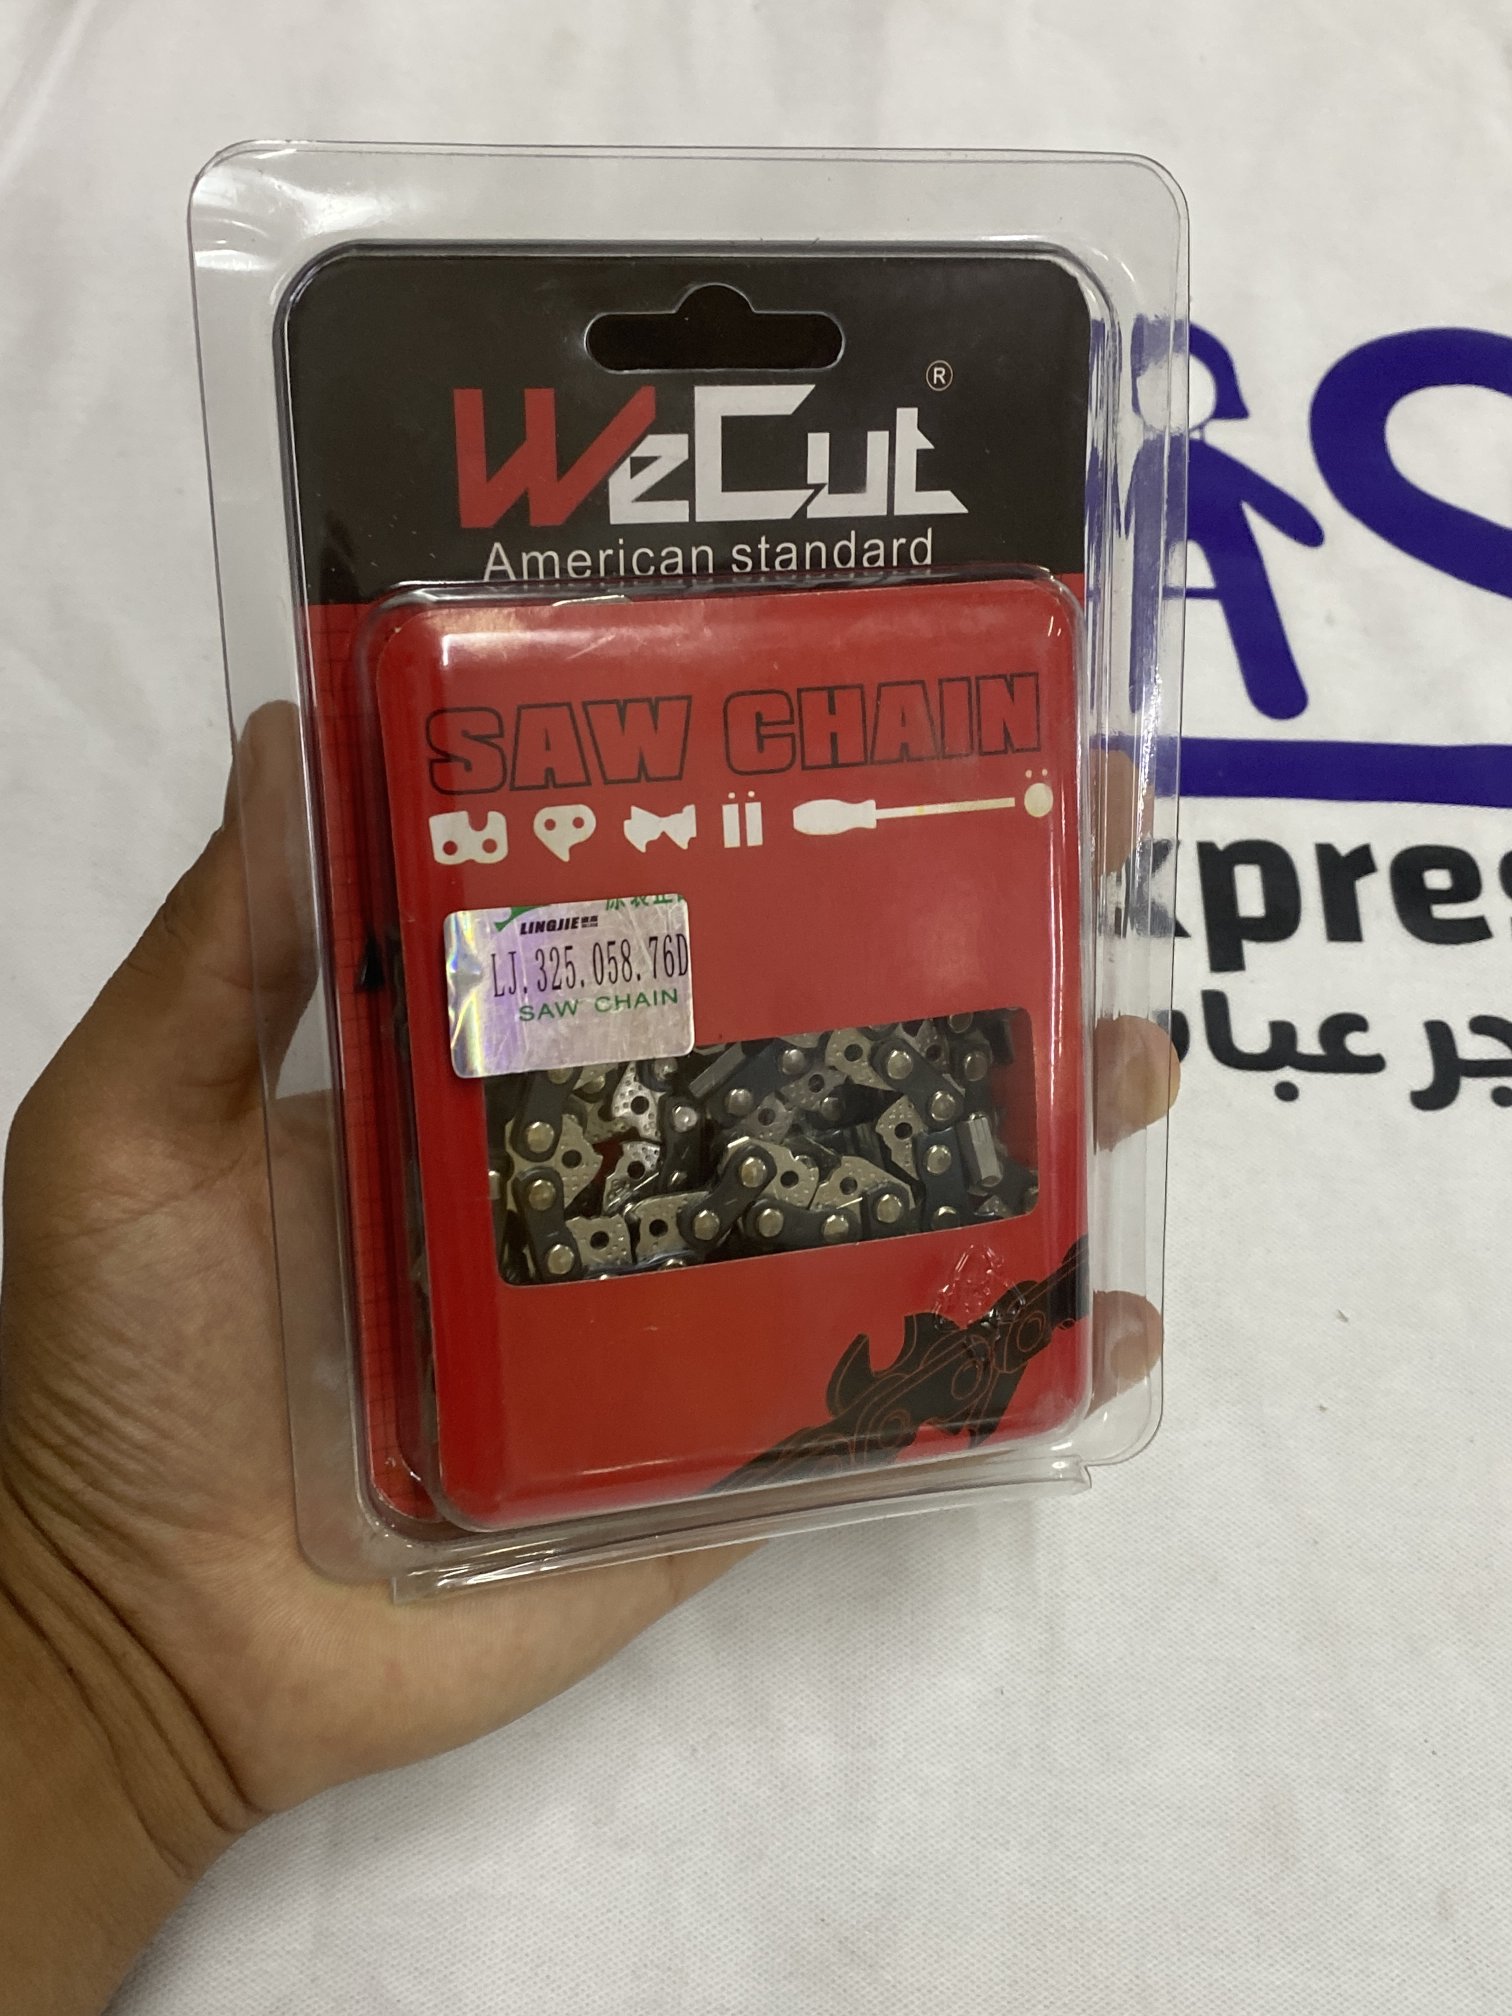 WeCut ®
American standard
SAW CHAIN
LINGJIE
LJ. 325. 058. 76D
SAW CHAIN
xpres
جر عبا